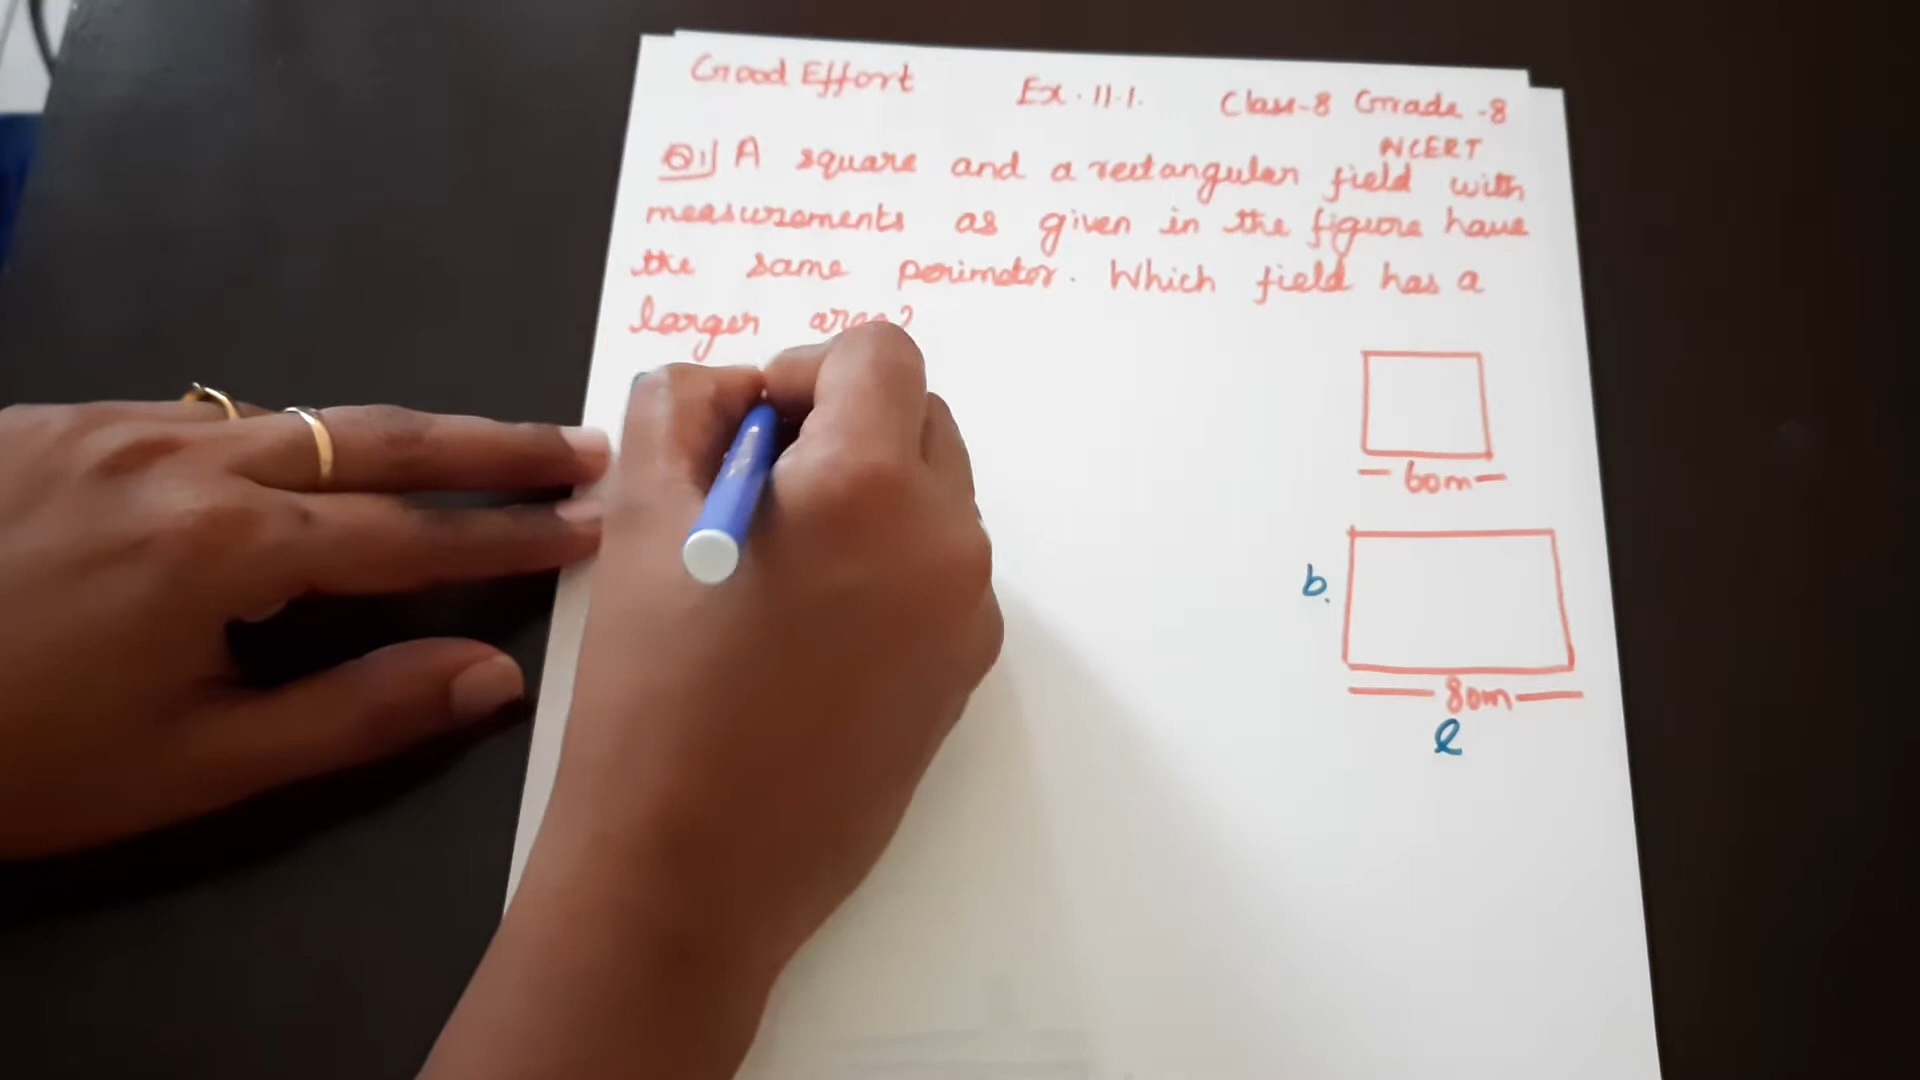 Good Effort Ex. 11.1. Class-8 Grade -8
NCERT
Q1) A square and a rectangular field with
measurements as given in the figure have
the same perimeter. Which field has a
larger area?
60m
b.
80m
l